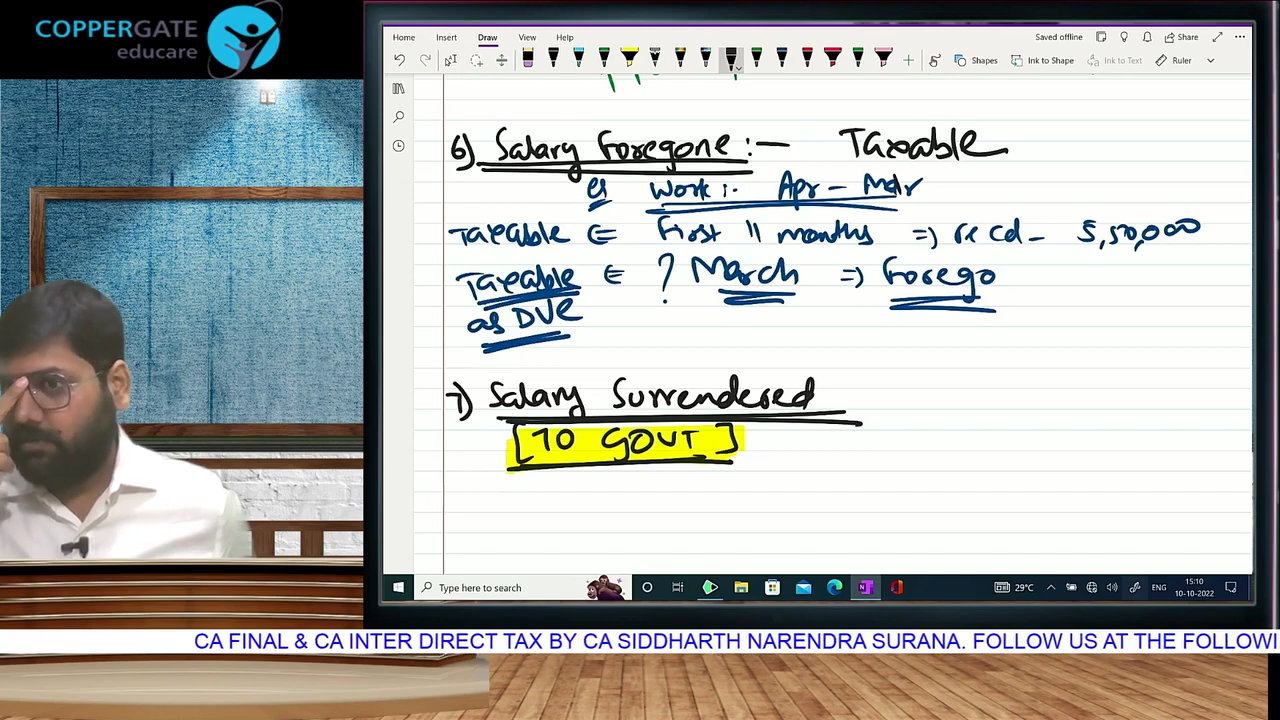 COPPERGATE
educare
Home Insert Draw View Help
Saved offline
Share
Shapes
Ink to Shape
Ink to Text
Ruler
6) Salary Foregone :- Taxable
eg Work :- Apr - Mar
Taxable ∈ First 11 months => recd - 5,50,000
Taxable ∈ ? March => Forego
as DUE
7) Salary Surrendered
[ TO GOVT ]
Type here to search
29°C
ENG
15:10
10-10-2022
CA FINAL & CA INTER DIRECT TAX BY CA SIDDHARTH NARENDRA SURANA. FOLLOW US AT THE FOLLOWI